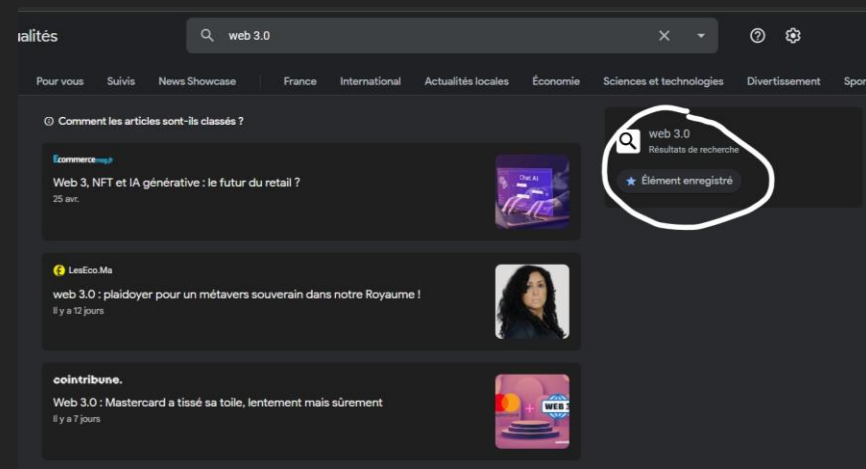 ualités
web 3.0
Pour vous Suivis News Showcase France International Actualités locales Économie Sciences et technologies Divertissement Spor
Comment les articles sont-ils classés ?
Ecommercemag.fr
Web 3, NFT et IA générative : le futur du retail ?
25 avr.
Chat AI
LesEco.Ma
web 3.0 : plaidoyer pour un métavers souverain dans notre Royaume !
Il y a 12 jours
cointribune.
Web 3.0 : Mastercard a tissé sa toile, lentement mais sûrement
Il y a 7 jours
WEB
web 3.0
Résultats de recherche
Élément enregistré